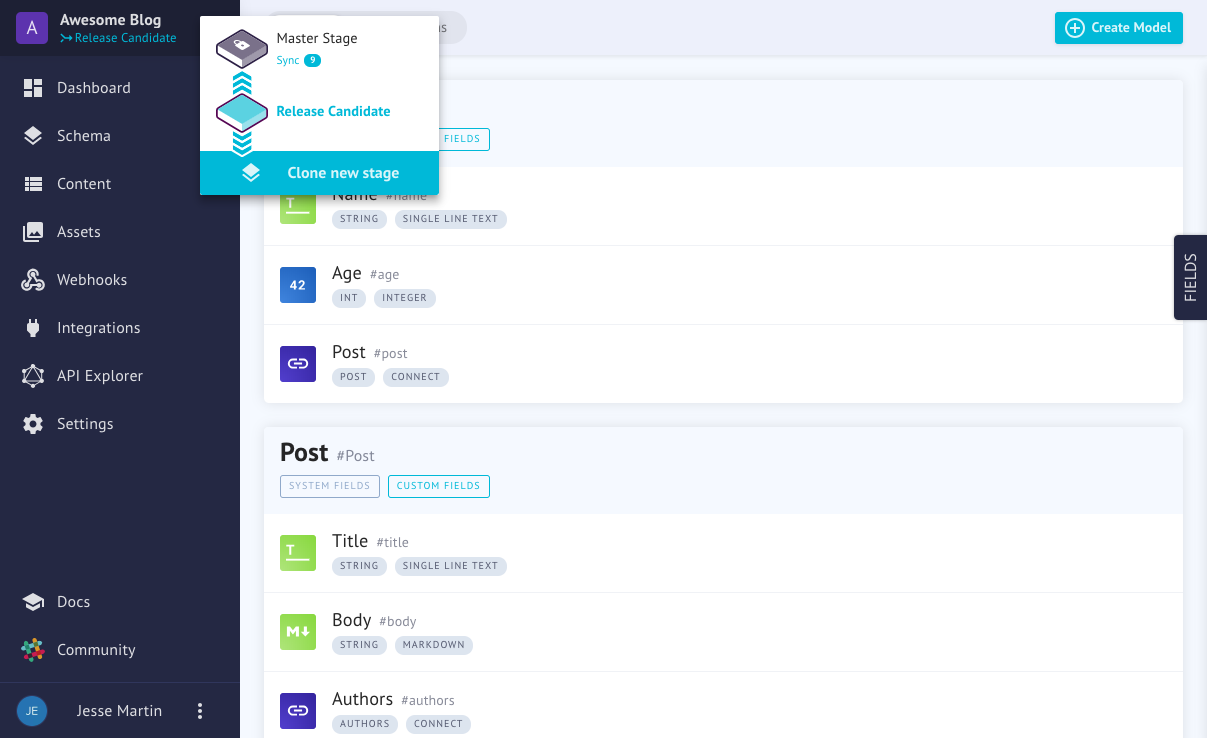 A
Awesome Blog
Release Candidate
Dashboard
Schema
Content
Assets
Webhooks
Integrations
API Explorer
Settings
Docs
Community
JE
Jesse Martin
Master Stage
Sync 9
Release Candidate
Clone new stage
Create Model
FIELDS
T
Name #name
STRING SINGLE LINE TEXT
42
Age #age
INT INTEGER
Post #post
POST CONNECT
FIELDS
Post #Post
SYSTEM FIELDS CUSTOM FIELDS
T
Title #title
STRING SINGLE LINE TEXT
M
Body #body
STRING MARKDOWN
Authors #authors
AUTHORS CONNECT